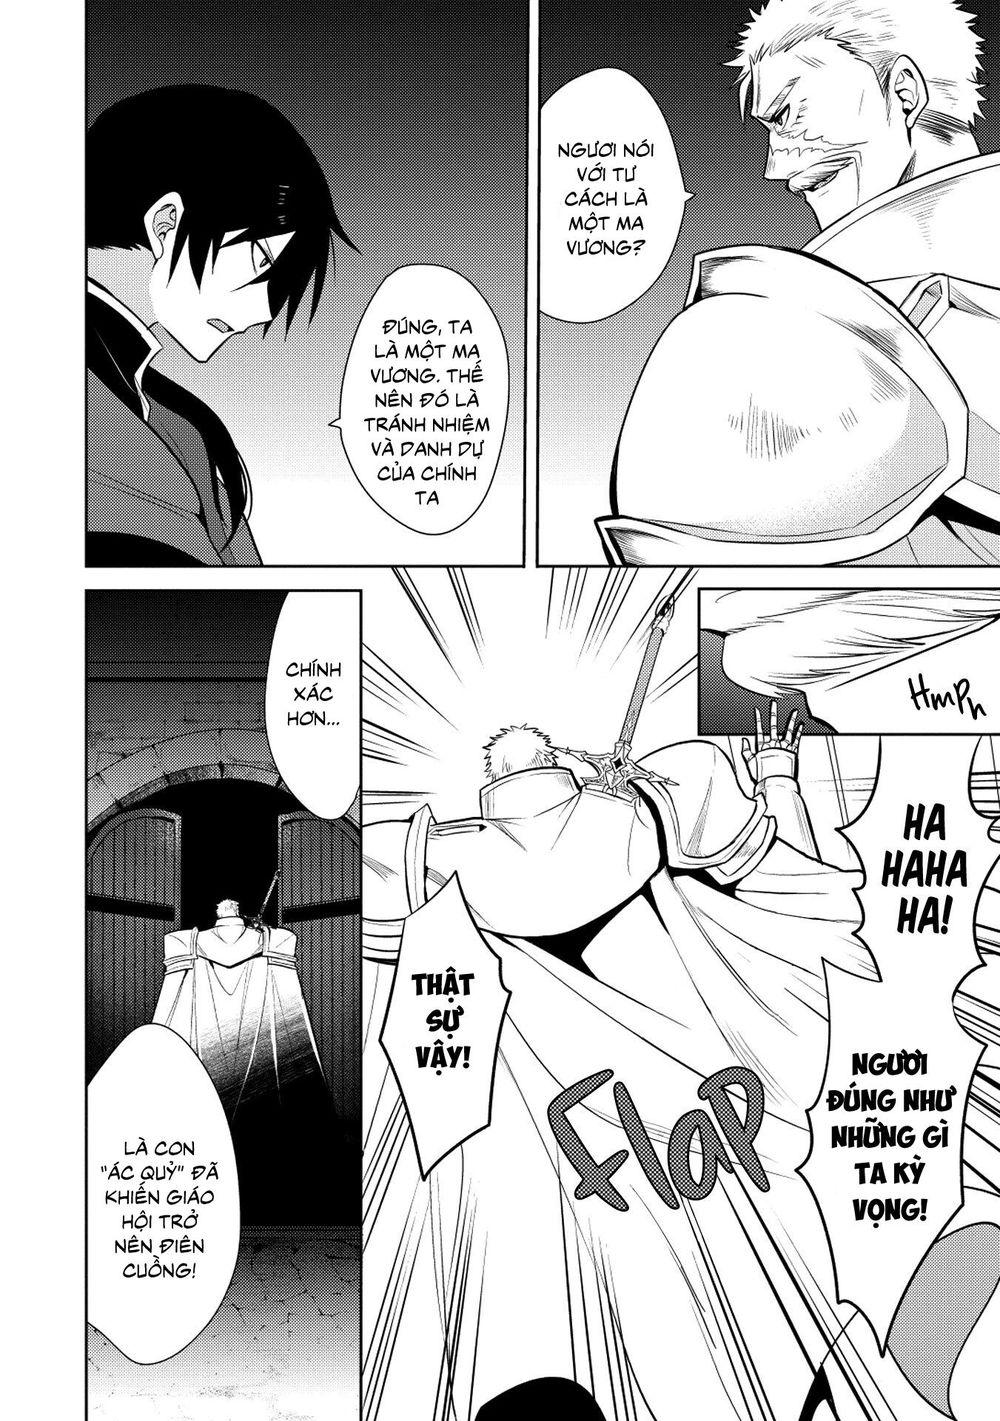 NGƯƠI NÓI
VỚI TƯ
CÁCH LÀ
MỘT MA
VƯƠNG?
ĐÚNG, TA
LÀ MỘT MA
VƯƠNG. THẾ
NÊN ĐÓ LÀ
TRÁNH NHIỆM
VÀ DANH DỰ
CỦA CHÍNH
TA
HmPh
HA
HAHA
HA!
NGƯƠI
ĐÚNG NHƯ
NHỮNG GÌ
TA KỲ
VỌNG!
THẬT
SỰ
VẬY!
FlaP
CHÍNH
XÁC
HƠN...
LÀ CON
"ÁC QUỶ" ĐÃ
KHIẾN GIÁO
HỘI TRỞ
NÊN ĐIÊN
CUỒNG!